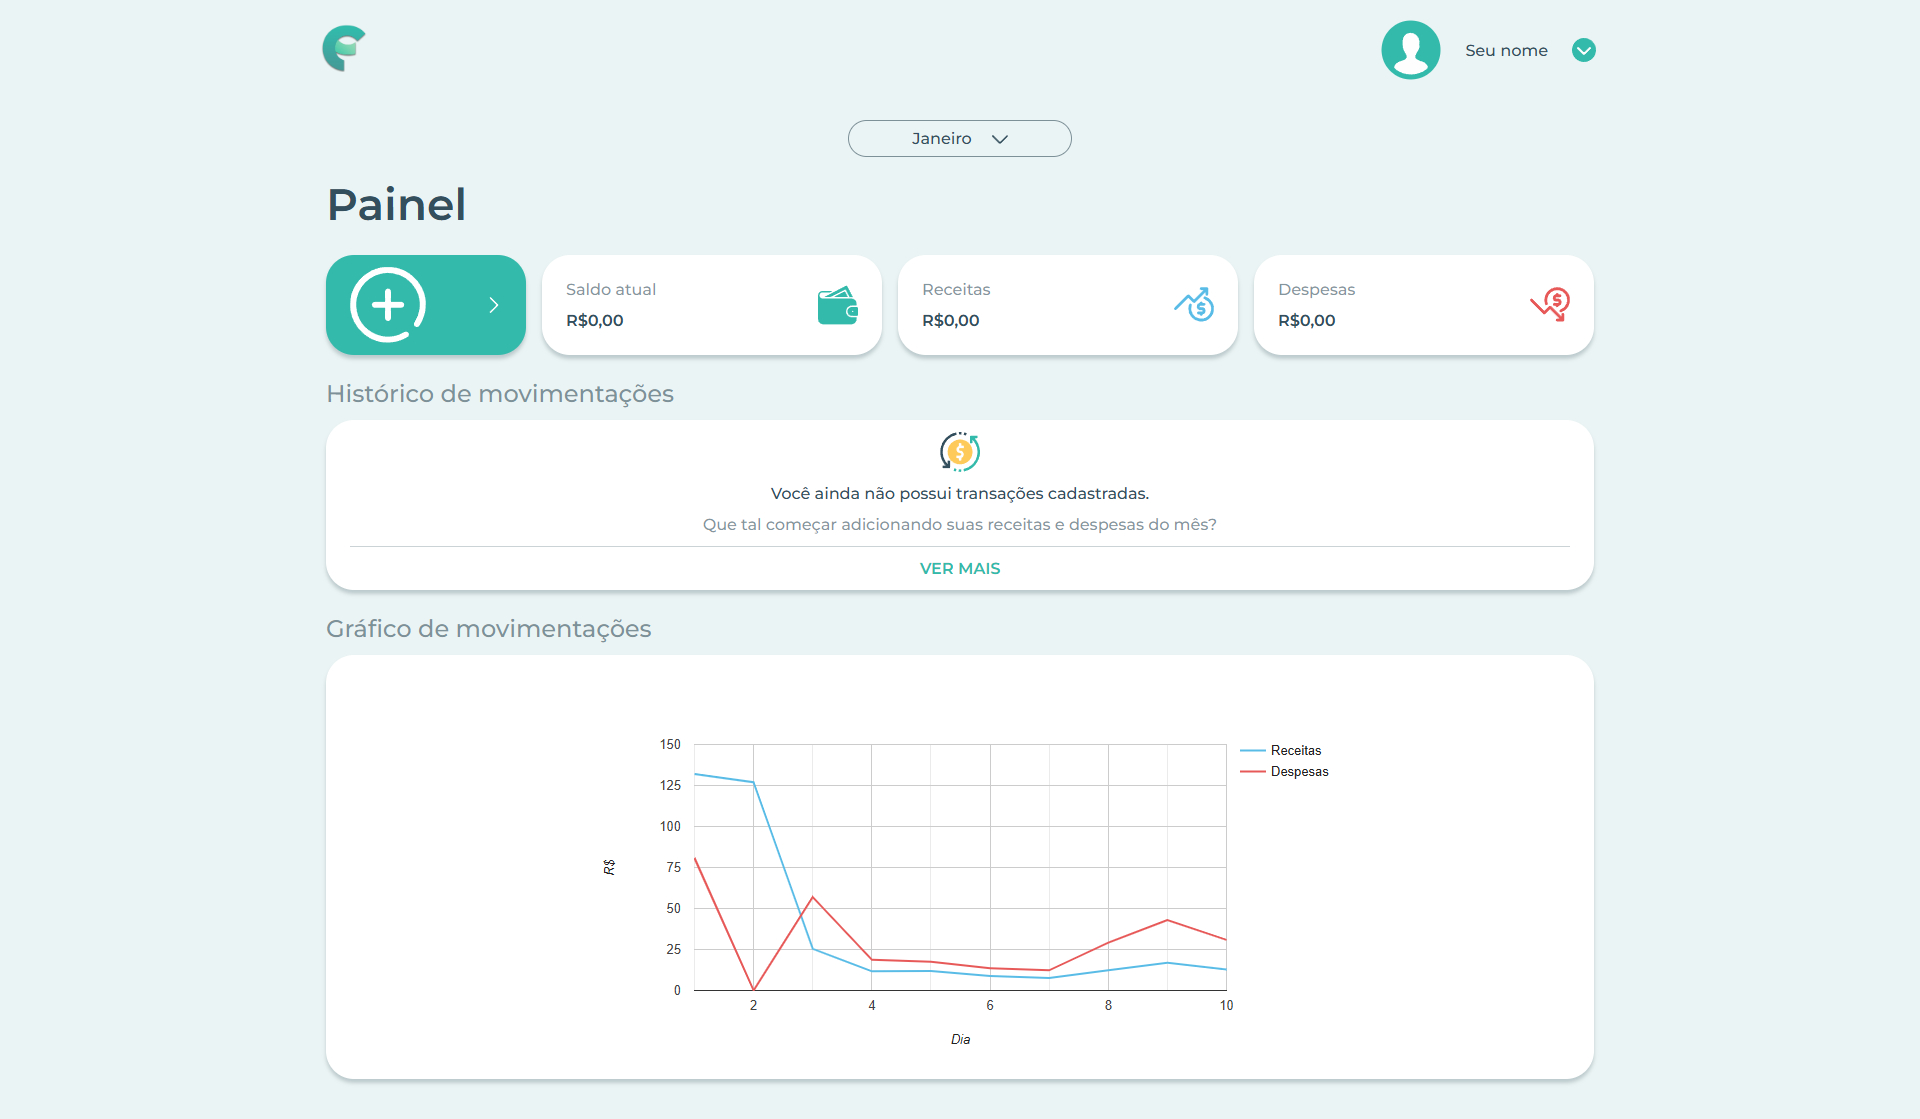 Seu nome
Janeiro
Painel
Saldo atual
R$0,00
Receitas
R$0,00
Despesas
R$0,00
Histórico de movimentações
Você ainda não possui transações cadastradas.
Que tal começar adicionando suas receitas e despesas do mês?
VER MAIS
Gráfico de movimentações
150
125
100
75
50
25
0
R$
2
4
6
8
10
Dia
Receitas
Despesas